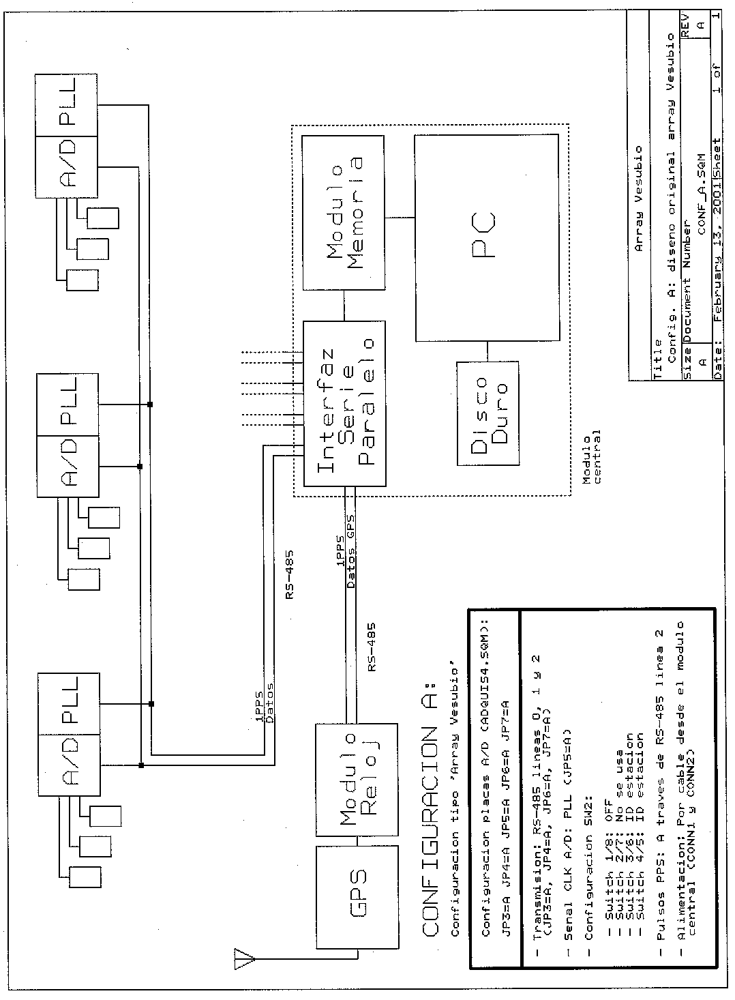 A/D PLL
A/D PLL
A/D PLL
1PPS
Datos
RS-485
1PPS
Datos GPS
RS-485
GPS
Modulo
Reloj
Interfaz
Serie
Paralelo
Modulo
Memoria
Disco
Duro
PC
Modulo
central
CONFIGURACION A:
Configuracion tipo 'Array Vesubio'
Configuracion placas A/D (ADQUIS4.SQM):
JP3=A JP4=A JP5=A JP6=A JP7=A
- Transmision: RS-485 lineas 0, 1 y 2
(JP3=A, JP4=A, JP6=A, JP7=A)
- Senal CLK A/D: PLL (JP5=A)
- Configuracion SW2:
- Switch 1/8: OFF
- Switch 2/7: No se usa
- Switch 3/6: ID estacion
- Switch 4/5: ID estacion
- Pulsos PPS: A traves de RS-485 linea 2
- Alimentacion: Por cable desde el modulo
central (CONN1 y CONN2)
Array Vesubio
Title
Config. A: diseno original array Vesubio
Size Document Number REV
A CONF_A.SQM A
Date: February 13, 2001 Sheet 1 of 1